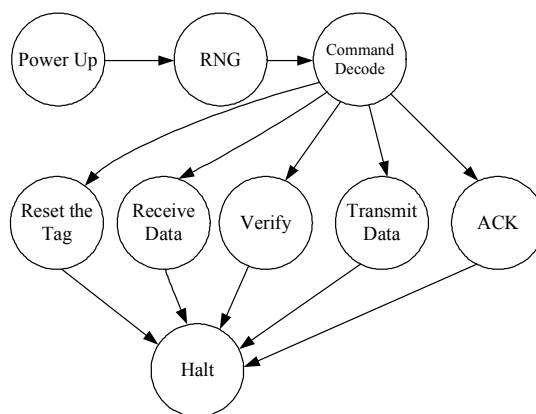 Power Up
RNG
Command
Decode
Reset the
Tag
Receive
Data
Verify
Transmit
Data
ACK
Halt